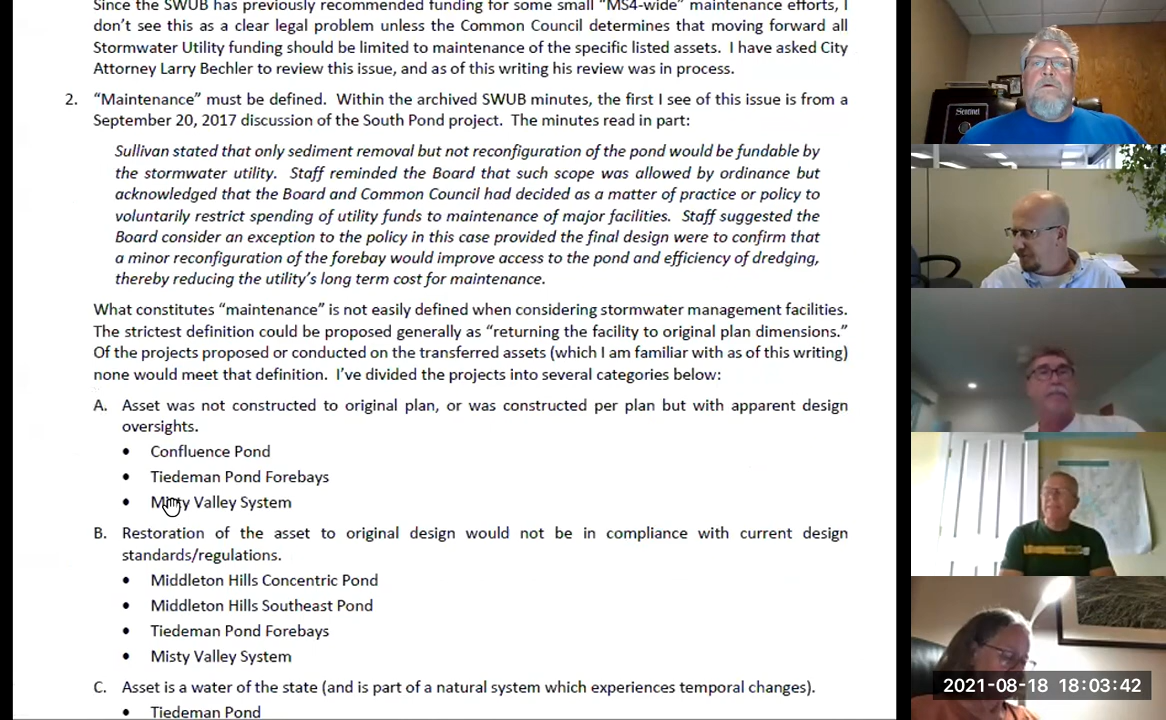 Since the SWUB has previously recommended funding for some small "MS4-wide" maintenance efforts, I
don't see this as a clear legal problem unless the Common Council determines that moving forward all
Stormwater Utility funding should be limited to maintenance of the specific listed assets. I have asked City
Attorney Larry Bechler to review this issue, and as of this writing his review was in process.
2. "Maintenance" must be defined. Within the archived SWUB minutes, the first I see of this issue is from a
September 20, 2017 discussion of the South Pond project. The minutes read in part:
Sullivan stated that only sediment removal but not reconfiguration of the pond would be fundable by
the stormwater utility. Staff reminded the Board that such scope was allowed by ordinance but
acknowledged that the Board and Common Council had decided as a matter of practice or policy to
voluntarily restrict spending of utility funds to maintenance of major facilities. Staff suggested the
Board consider an exception to the policy in this case provided the final design were to confirm that
a minor reconfiguration of the forebay would improve access to the pond and efficiency of dredging,
thereby reducing the utility's long term cost for maintenance.
What constitutes "maintenance" is not easily defined when considering stormwater management facilities.
The strictest definition could be proposed generally as "returning the facility to original plan dimensions."
Of the projects proposed or conducted on the transferred assets (which I am familiar with as of this writing)
none would meet that definition. I've divided the projects into several categories below:
A. Asset was not constructed to original plan, or was constructed per plan but with apparent design
oversights.
• Confluence Pond
• Tiedeman Pond Forebays
• Misty Valley System
B. Restoration of the asset to original design would not be in compliance with current design
standards/regulations.
• Middleton Hills Concentric Pond
• Middleton Hills Southeast Pond
• Tiedeman Pond Forebays
• Misty Valley System
C. Asset is a water of the state (and is part of a natural system which experiences temporal changes).
• Tiedeman Pond
Sentinel
2021-08-18 18:03:42